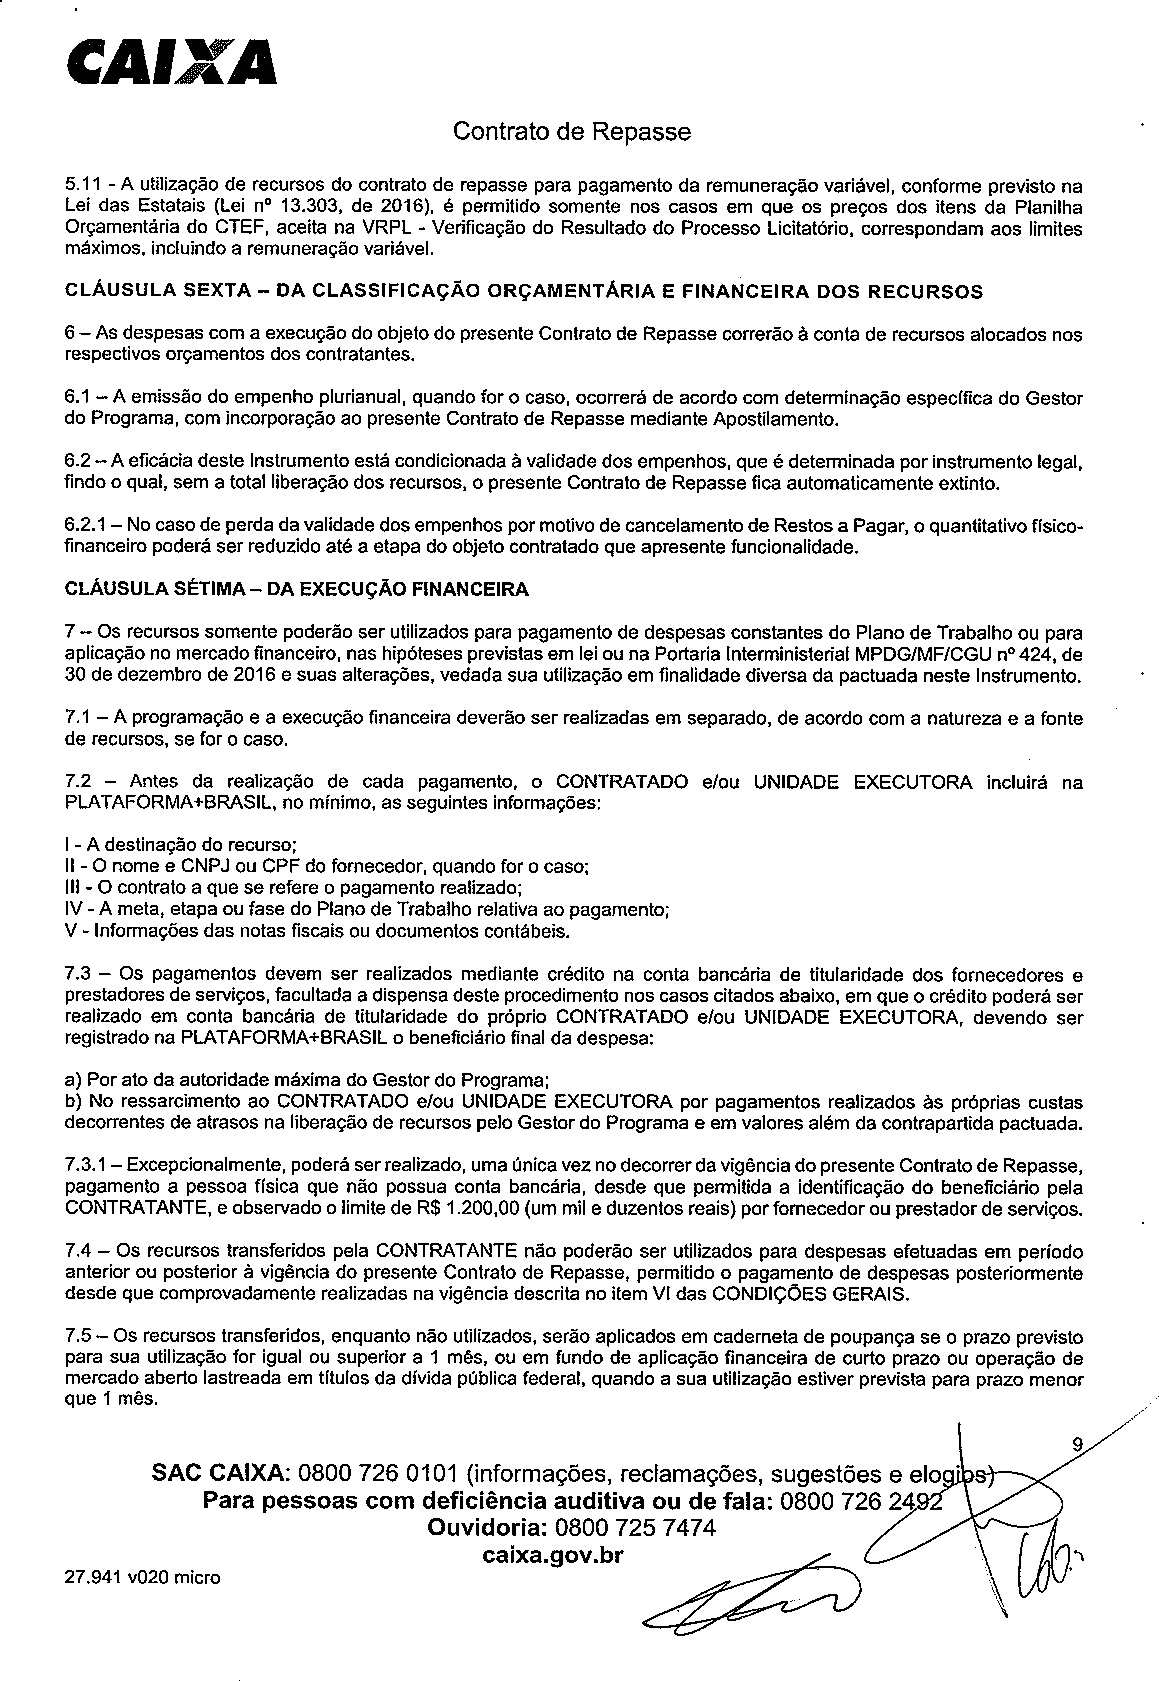 CAIXA
Contrato de Repasse
5.11 - A utilização de recursos do contrato de repasse para pagamento da remuneração variável, conforme previsto na
Lei das Estatais (Lei nº 13.303, de 2016), é permitido somente nos casos em que os preços dos itens da Planilha
Orçamentária do CTEF, aceita na VRPL - Verificação do Resultado do Processo Licitatório, correspondam aos limites
máximos, incluindo a remuneração variável.
CLÁUSULA SEXTA – DA CLASSIFICAÇÃO ORÇAMENTÁRIA E FINANCEIRA DOS RECURSOS
6 – As despesas com a execução do objeto do presente Contrato de Repasse correrão à conta de recursos alocados nos
respectivos orçamentos dos contratantes.
6.1 – A emissão do empenho plurianual, quando for o caso, ocorrerá de acordo com determinação específica do Gestor
do Programa, com incorporação ao presente Contrato de Repasse mediante Apostilamento.
6.2 – A eficácia deste Instrumento está condicionada à validade dos empenhos, que é determinada por instrumento legal,
findo o qual, sem a total liberação dos recursos, o presente Contrato de Repasse fica automaticamente extinto.
6.2.1 – No caso de perda da validade dos empenhos por motivo de cancelamento de Restos a Pagar, o quantitativo físico-
financeiro poderá ser reduzido até a etapa do objeto contratado que apresente funcionalidade.
CLÁUSULA SÉTIMA – DA EXECUÇÃO FINANCEIRA
7 – Os recursos somente poderão ser utilizados para pagamento de despesas constantes do Plano de Trabalho ou para
aplicação no mercado financeiro, nas hipóteses previstas em lei ou na Portaria Interministerial MPDG/MF/CGU nº 424, de
30 de dezembro de 2016 e suas alterações, vedada sua utilização em finalidade diversa da pactuada neste Instrumento.
7.1 – A programação e a execução financeira deverão ser realizadas em separado, de acordo com a natureza e a fonte
de recursos, se for o caso.
7.2 – Antes da realização de cada pagamento, o CONTRATADO e/ou UNIDADE EXECUTORA incluirá na
PLATAFORMA+BRASIL, no mínimo, as seguintes informações:
I - A destinação do recurso;
II - O nome e CNPJ ou CPF do fornecedor, quando for o caso;
III - O contrato a que se refere o pagamento realizado;
IV - A meta, etapa ou fase do Plano de Trabalho relativa ao pagamento;
V - Informações das notas fiscais ou documentos contábeis.
7.3 – Os pagamentos devem ser realizados mediante crédito na conta bancária de titularidade dos fornecedores e
prestadores de serviços, facultada a dispensa deste procedimento nos casos citados abaixo, em que o crédito poderá ser
realizado em conta bancária de titularidade do próprio CONTRATADO e/ou UNIDADE EXECUTORA, devendo ser
registrado na PLATAFORMA+BRASIL o beneficiário final da despesa:
a) Por ato da autoridade máxima do Gestor do Programa;
b) No ressarcimento ao CONTRATADO e/ou UNIDADE EXECUTORA por pagamentos realizados às próprias custas
decorrentes de atrasos na liberação de recursos pelo Gestor do Programa e em valores além da contrapartida pactuada.
7.3.1 – Excepcionalmente, poderá ser realizado, uma única vez no decorrer da vigência do presente Contrato de Repasse,
pagamento a pessoa física que não possua conta bancária, desde que permitida a identificação do beneficiário pela
CONTRATANTE, e observado o limite de R$ 1.200,00 (um mil e duzentos reais) por fornecedor ou prestador de serviços.
7.4 – Os recursos transferidos pela CONTRATANTE não poderão ser utilizados para despesas efetuadas em período
anterior ou posterior à vigência do presente Contrato de Repasse, permitido o pagamento de despesas posteriormente
desde que comprovadamente realizadas na vigência descrita no item VI das CONDIÇÕES GERAIS.
7.5 – Os recursos transferidos, enquanto não utilizados, serão aplicados em caderneta de poupança se o prazo previsto
para sua utilização for igual ou superior a 1 mês, ou em fundo de aplicação financeira de curto prazo ou operação de
mercado aberto lastreada em títulos da dívida pública federal, quando a sua utilização estiver prevista para prazo menor
que 1 mês.
9
SAC CAIXA: 0800 726 0101 (informações, reclamações, sugestões e elogios)
Para pessoas com deficiência auditiva ou de fala: 0800 726 2492
Ouvidoria: 0800 725 7474
caixa.gov.br
27.941 v020 micro